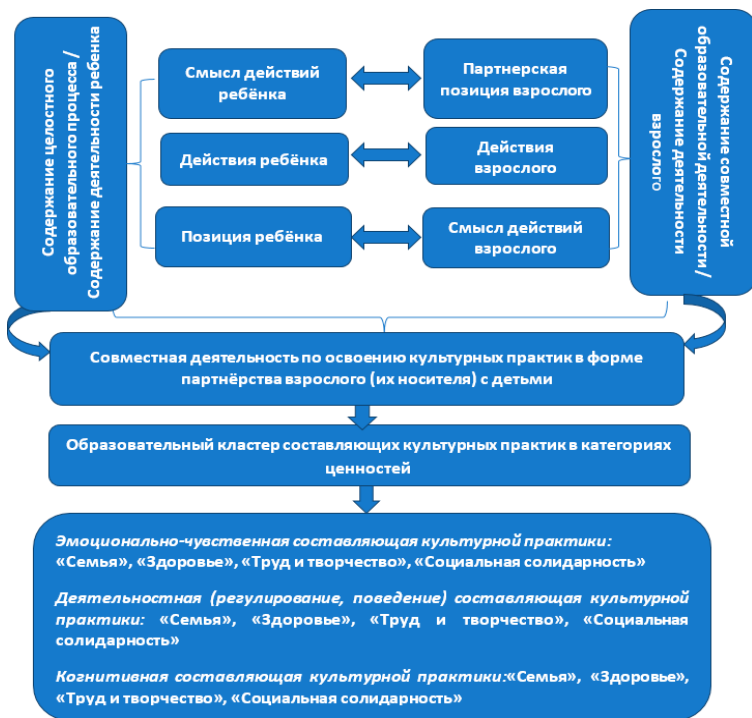 Содержание целостного
образовательного процесса /
Содержание деятельности ребенка
Смысл действий
ребёнка
Партнерская
позиция взрослого
Действия ребёнка
Действия
взрослого
Позиция ребёнка
Смысл действий
взрослого
Содержание совместной
образовательной деятельности/
Содержание деятельности
взрослого
Совместная деятельность по освоению культурных практик в форме
партнёрства взрослого (их носителя) с детьми
Образовательный кластер составляющих культурных практик в категориях
ценностей
Эмоционально-чувственная составляющая культурной практики:
«Семья», «Здоровье», «Труд и творчество», «Социальная солидарность»
Деятельностная (регулирование, поведение) составляющая культурной
практики: «Семья», «Здоровье», «Труд и творчество», «Социальная
солидарность»
Когнитивная составляющая культурной практики:«Семья», «Здоровье»,
«Труд и творчество», «Социальная солидарность»